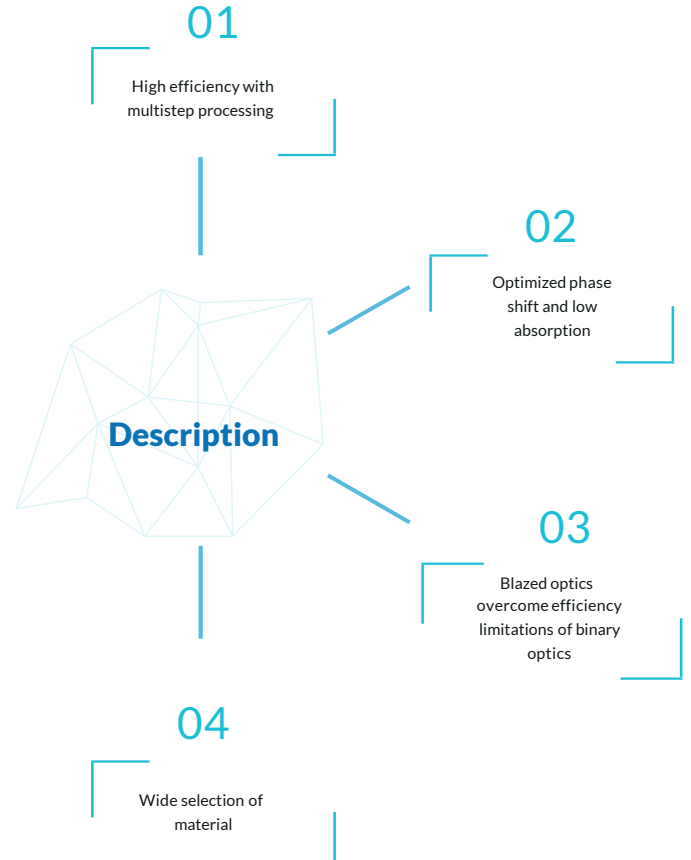 01
High efficiency with
multistep processing
02
Optimized phase
shift and low
absorption
Description
03
Blazed optics
overcome efficiency
limitations of binary
optics
04
Wide selection of
material